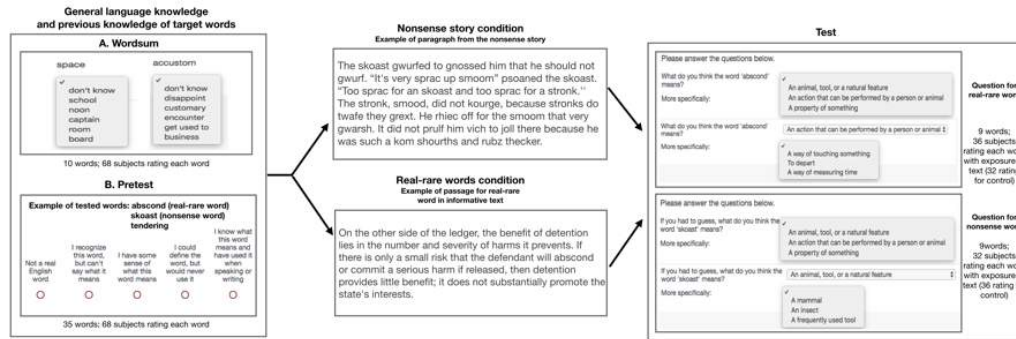 General language knowledge
and previous knowledge of target words
A. Wordsum
space
accustom
✓
don't know
school
noon
captain
room
board
✓
don't know
disappoint
customary
encounter
get used to
business
10 words; 68 subjects rating each word
B. Pretest
Example of tested words: abscond (real-rare word)
skoast (nonsense word)
tendering
Not a real
English
word
I recognize
this word,
but can't
say what it
means
I have some
sense of
what this
word means
I could
define the
word, but
would never
use it
I know what
this word
means and
have used it
when
speaking or
writing
35 words; 68 subjects rating each word
Nonsense story condition
Example of paragraph from the nonsense story
The skoast gwurfed to gnossed him that he should not
gwurf. “It's very sprac up smoom” psoaned the skoast.
“Too sprac for an skoast and too sprac for a stronk.''
The stronk, smood, did not kourge, because stronks do
twafe they grext. He rhiec off for the smoom that very
gwarsh. It did not prulf him vich to joll there because he
was such a kom shourths and rubz thecker.
Real-rare words condition
Example of passage for real-rare
word in informative text
On the other side of the ledger, the benefit of detention
lies in the number and severity of harms it prevents. If
there is only a small risk that the defendant will abscond
or commit a serious harm if released, then detention
provides little benefit; it does not substantially promote the
state's interests.
Test
Please answer the questions below.
What do you think the word 'abscond'
means?
More specifically:
✓
An animal, tool, or a natural feature
An action that can be performed by a person or animal
A property of something
What do you think the word 'abscond'
means?
An action that can be performed by a person or animal
More specifically:
✓
A way of touching something
To depart
A way of measuring time
Question for
real-rare wor
9 words;
36 subjects
rating each wo
with exposure
text (32 rating
for control)
Please answer the questions below.
If you had to guess, what do you think the
word 'skoast' means?
More specifically:
✓
An animal, tool, or a natural feature
An action that can be performed by a person or animal
A property of something
If you had to guess, what do you think the
word 'skoast' means?
An animal, tool, or a natural feature
More specifically:
✓
A mammal
An insect
A frequently used tool
Question for
nonsense wor
9words;
32 subjects
rating each wo
with exposure
text (36 rating
control)